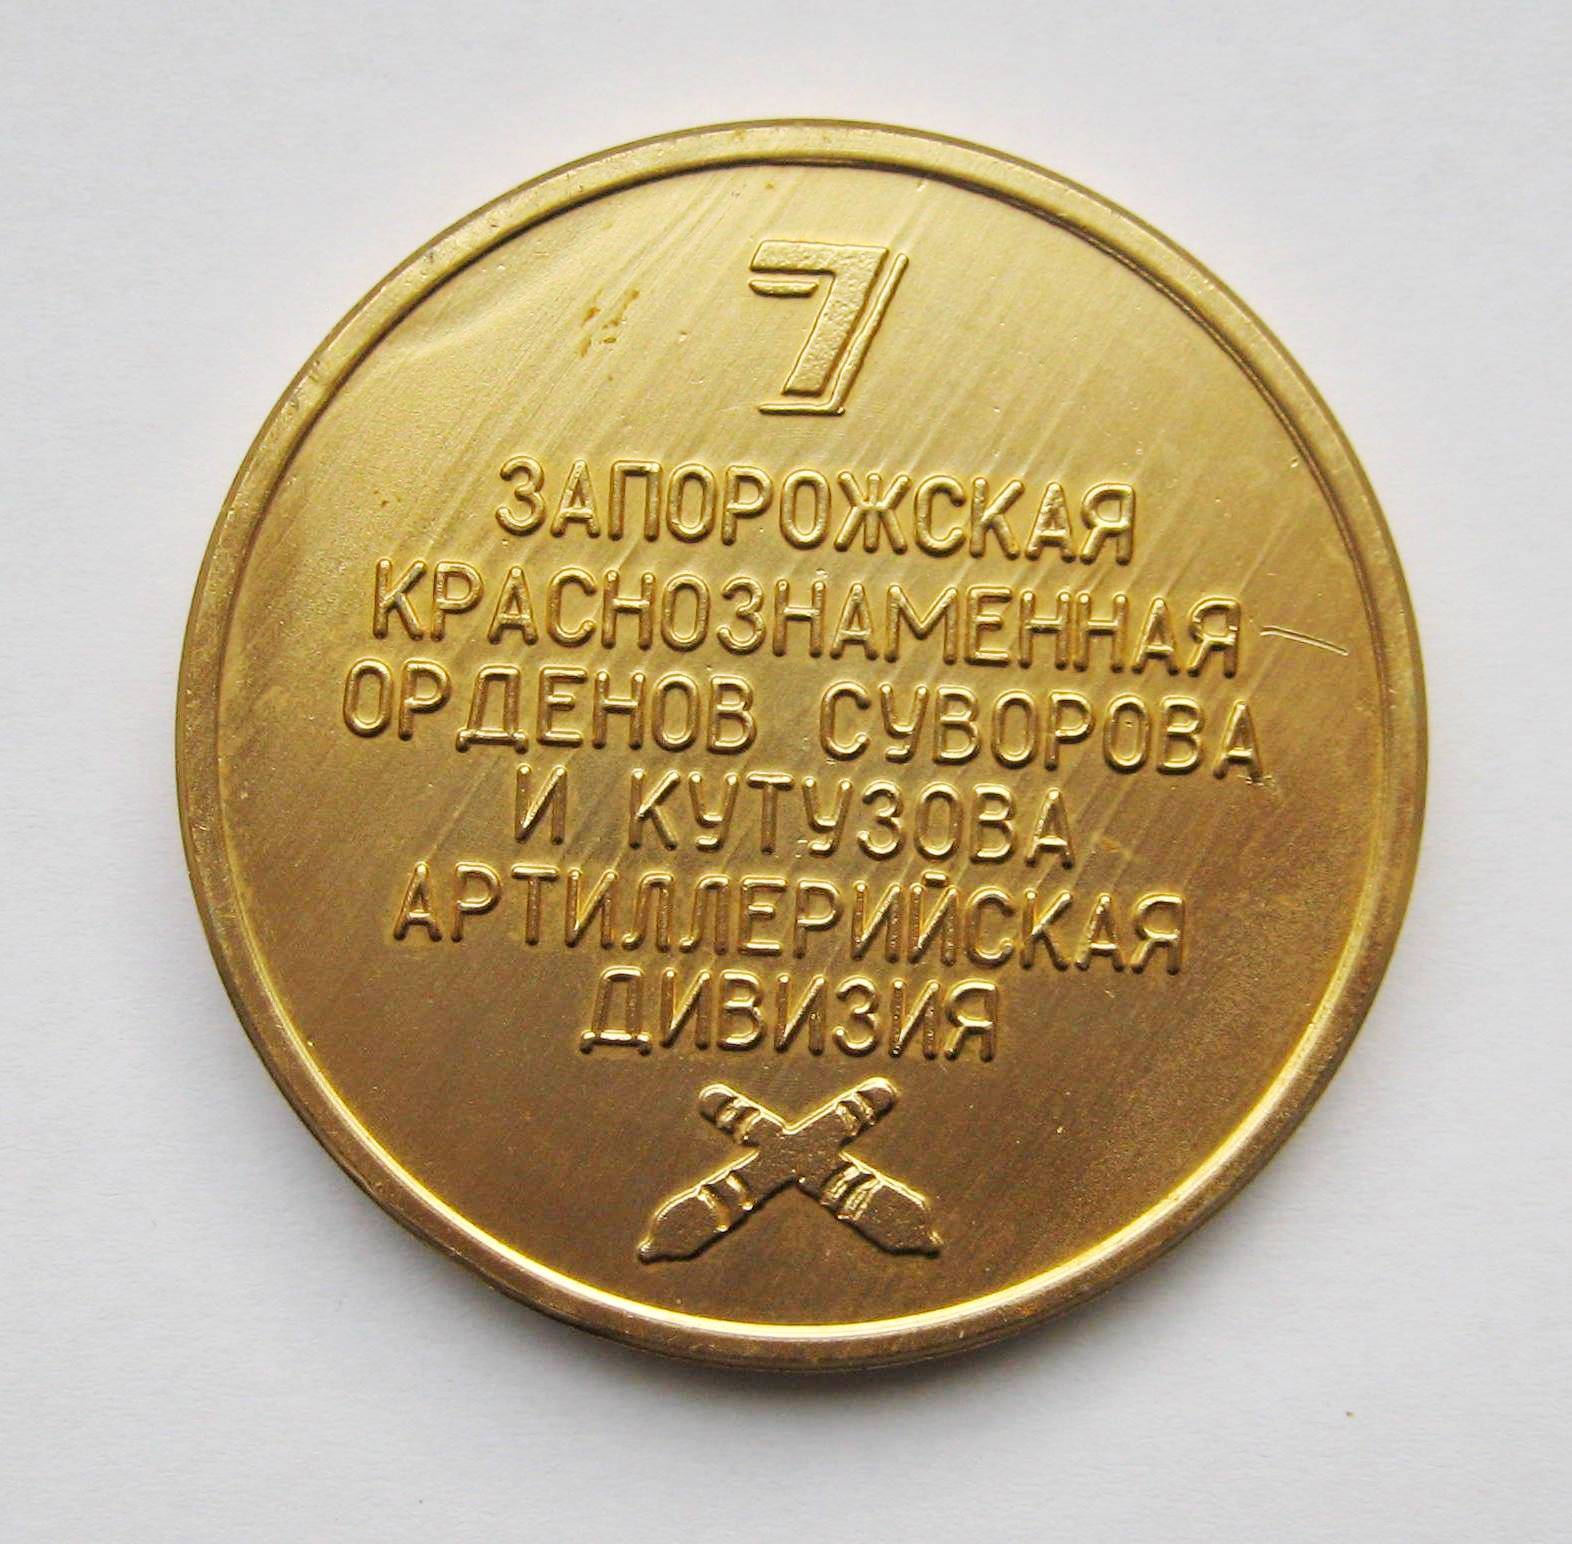 7
ЗАПОРОЖСКАЯ
КРАСНОЗНАМЕННАЯ
ОРДЕНОВ СУВОРОВА
И КУТУЗОВА
АРТИЛЛЕРИЙСКАЯ
ДИВИЗИЯ